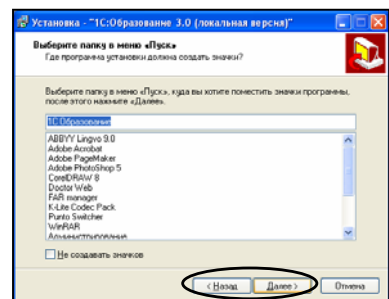 Установка - "1С:Образование 3.0 (локальная версия)"
Выберите папку в меню «Пуск»
Где программа установки должна создать значки?
Выберите папку в меню «Пуск», куда вы хотите поместить значки программы,
после этого нажмите «Далее».
1С:Образование
ABBYY Lingvo 9.0
Adobe Acrobat
Adobe PageMaker
Adobe PhotoShop 5
CorelDRAW 8
Doctor Web
FAR manager
K-Lite Codec Pack
Punto Switcher
WinRAR
Администрирование
Не создавать значков
< Назад
Далее >
Отмена